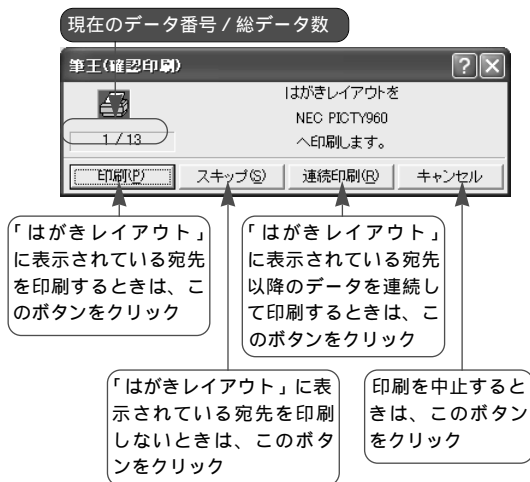 現在のデータ番号 / 総データ数
筆王(確認印刷)
はがきレイアウトを
NEC PICTY960
へ印刷します。
1 / 13
印刷(P)
スキップ(S)
連続印刷(R)
キャンセル
「はがきレイアウト」
に表示されている宛先
を印刷するときは、こ
のボタンをクリック
「はがきレイアウト」
に表示されている宛先
以降のデータを連続し
て印刷するときは、こ
のボタンをクリック
「はがきレイアウト」に表
示されている宛先を印刷
しないときは、このボタ
ンをクリック
印刷を中止すると
きは、このボタン
をクリック